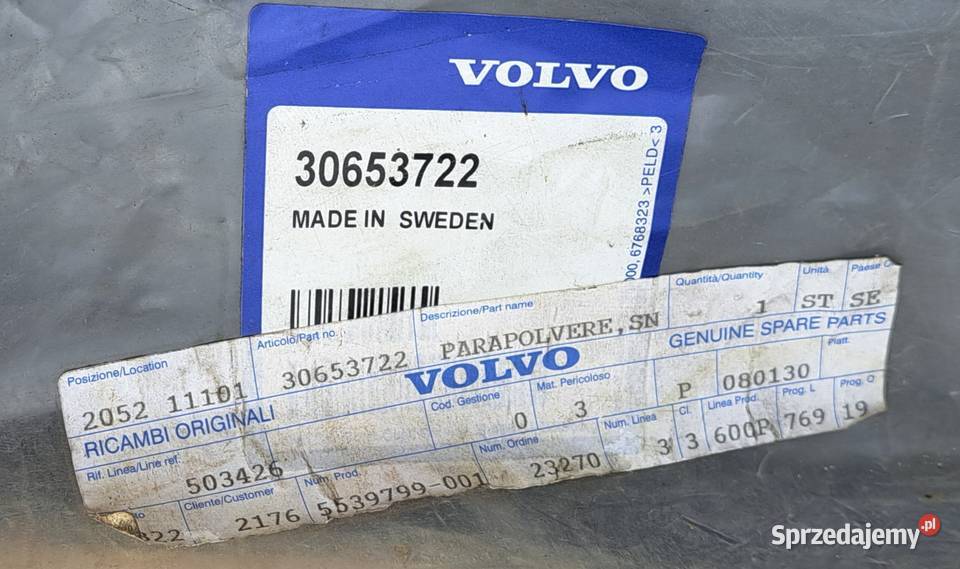 VOLVO
30653722
MADE IN SWEDEN
00, 6768323 >PELD< 3
Posizione/Location Articolo/Part no. Descrizione/Part name Quantità/Quantity Unità Paese
2052 11101 30653722 PARAPOLVERE,SN 1 ST SE
RICAMBI ORIGINALI VOLVO GENUINE SPARE PARTS
Rif. Linea/Line ref. Cod. Gestione Mat. Pericoloso Piatt.
503426 0 3 P 080130
Cliente/Customer Num. Prod. Num. Ordine Num. Linea Cl. Linea Prod. Prog. L Prog. O
322 2176 5539799-001 23270 3 3 600P 769 19
Sprzedajemy.pl